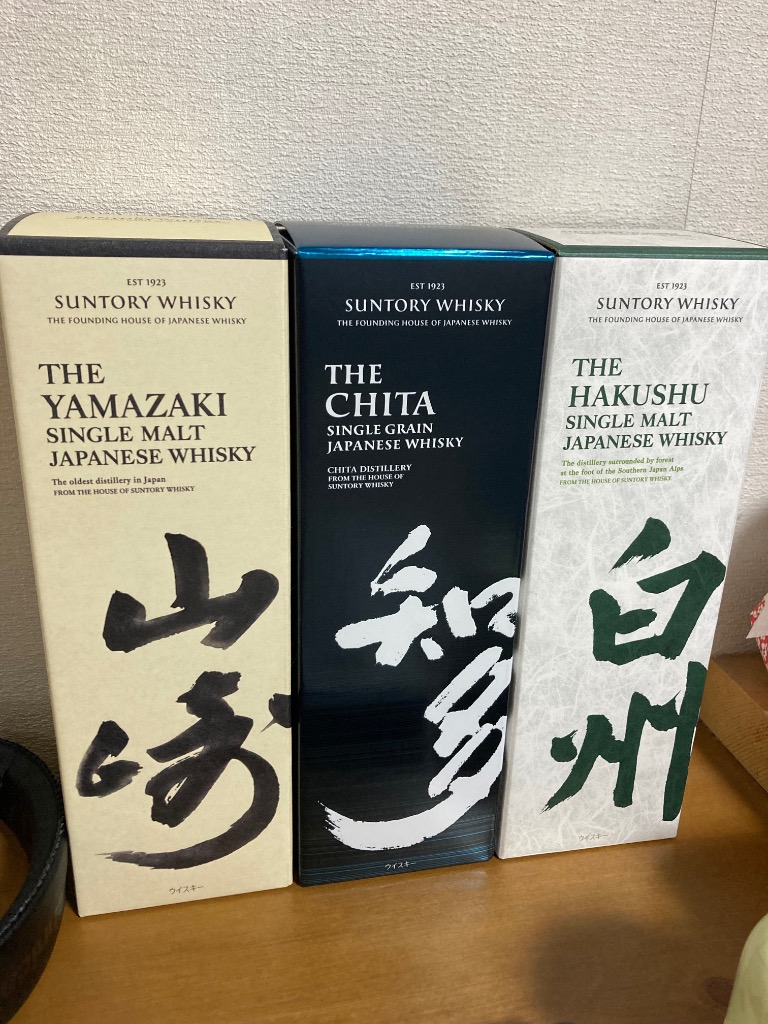 EST 1923
SUNTORY WHISKY
THE FOUNDING HOUSE OF JAPANESE WHISKY
THE
YAMAZAKI
SINGLE MALT
JAPANESE WHISKY
The oldest distillery in Japan
FROM THE HOUSE OF SUNTORY WHISKY
山崎
ウイスキー
EST 1923
SUNTORY WHISKY
THE FOUNDING HOUSE OF JAPANESE WHISKY
THE
CHITA
SINGLE GRAIN
JAPANESE WHISKY
CHITA DISTILLERY
FROM THE HOUSE OF
SUNTORY WHISKY
知多
ウイスキー
EST 1923
SUNTORY WHISKY
THE FOUNDING HOUSE OF JAPANESE WHISKY
THE
HAKUSHU
SINGLE MALT
JAPANESE WHISKY
The distillery surrounded by forest
at the foot of the Southern Japan Alps
FROM THE HOUSE OF SUNTORY WHISKY
白州
ウイスキー